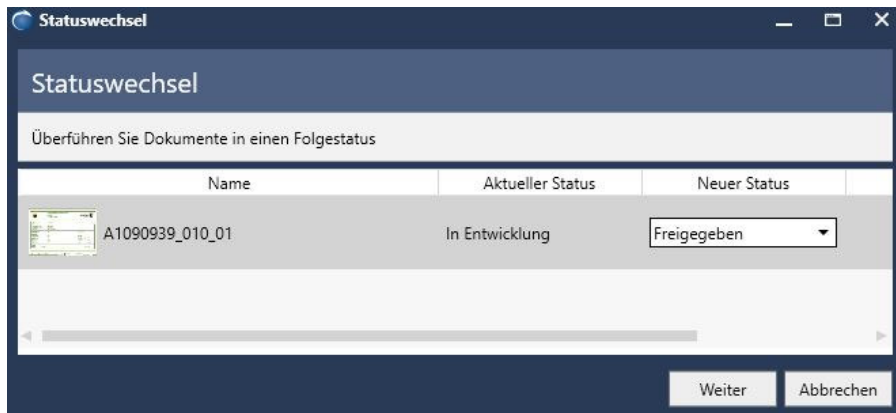 Statuswechsel
Statuswechsel
Überführen Sie Dokumente in einen Folgestatus
Name Aktueller Status Neuer Status
A1090939_010_01 In Entwicklung Freigegeben
Weiter Abbrechen